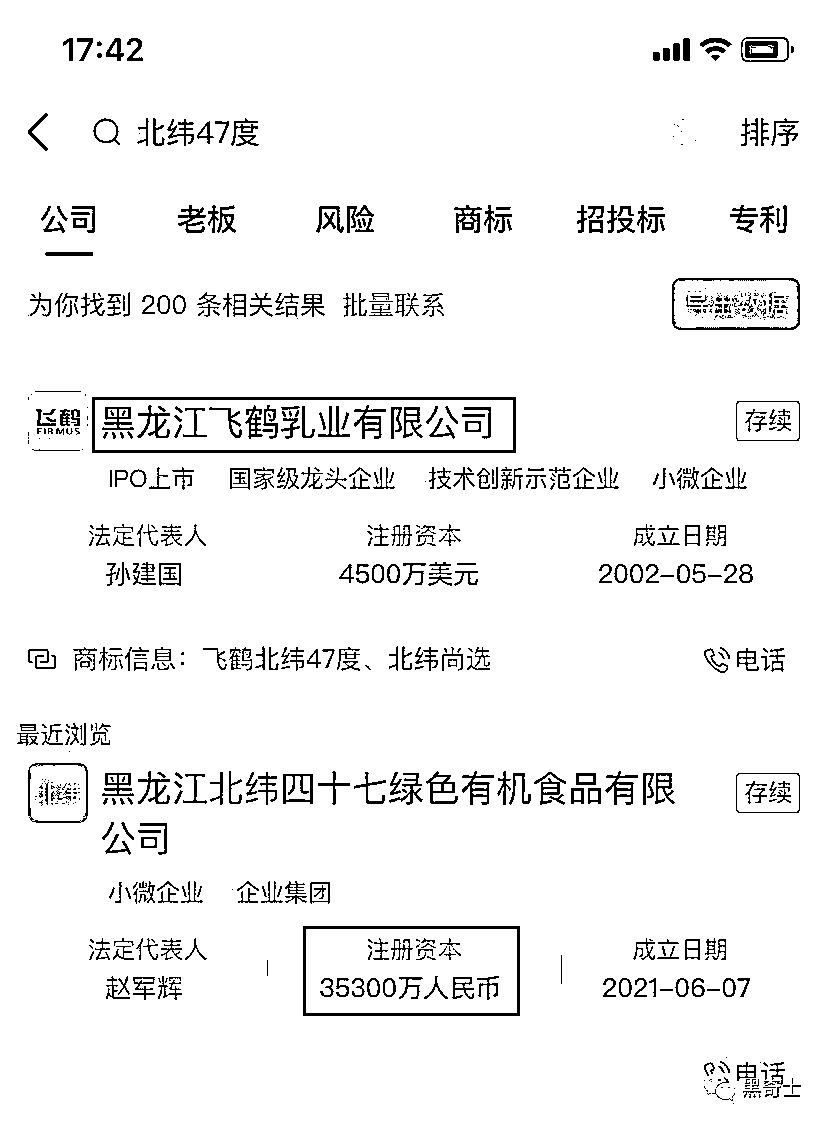 17:42
北纬47度 排序
公司 老板 风险 商标 招投标 专利
为你找到 200 条相关结果 批量联系 导出数据
飞鹤
FIRMUS
黑龙江飞鹤乳业有限公司 存续
IPO上市 国家级龙头企业 技术创新示范企业 小微企业
法定代表人 注册资本 成立日期
孙建国 4500万美元 2002-05-28
商标信息：飞鹤北纬47度、北纬尚选 电话
最近浏览
黑龙江北纬四十七绿色有机食品有限 存续
公司
小微企业 企业集团
法定代表人 注册资本 成立日期
赵军辉 35300万人民币 2021-06-07
电话
黑奇士